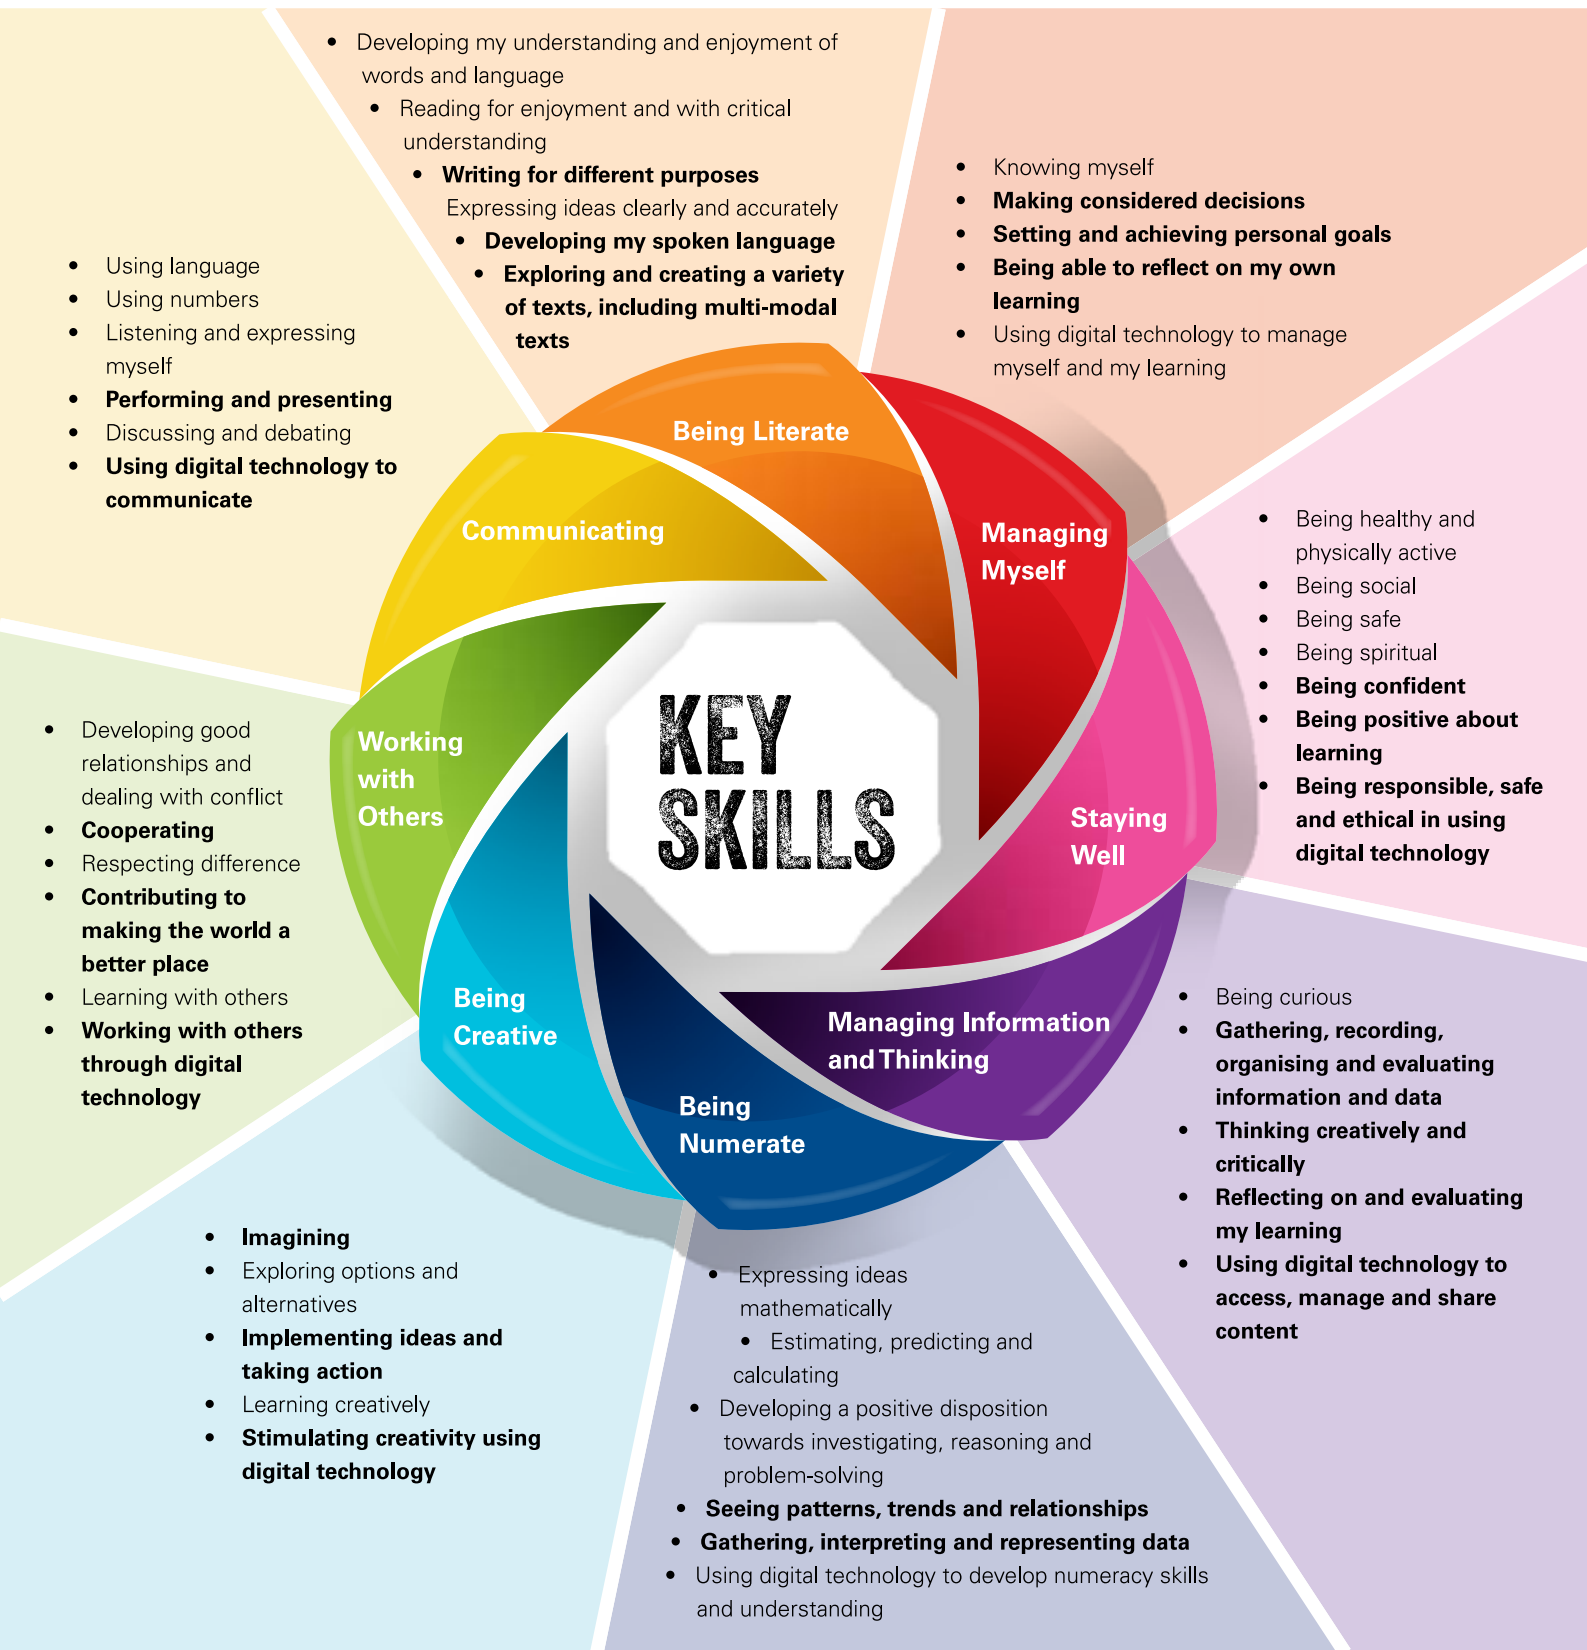 • Developing my understanding and enjoyment of
words and language
• Reading for enjoyment and with critical
understanding
• Writing for different purposes
Expressing ideas clearly and accurately
• Developing my spoken language
• Exploring and creating a variety
of texts, including multi-modal
texts
• Knowing myself
• Making considered decisions
• Setting and achieving personal goals
• Being able to reflect on my own
learning
• Using digital technology to manage
myself and my learning
• Using language
• Using numbers
• Listening and expressing
myself
• Performing and presenting
• Discussing and debating
• Using digital technology to
communicate
Being Literate
Communicating
Managing
Myself
• Being healthy and
physically active
• Being social
• Being safe
• Being spiritual
• Being confident
• Being positive about
learning
• Being responsible, safe
and ethical in using
digital technology
Working
with
Others
KEY
SKILLS
Staying
Well
• Developing good
relationships and
dealing with conflict
• Cooperating
• Respecting difference
• Contributing to
making the world a
better place
• Learning with others
• Working with others
through digital
technology
Being
Creative
Managing Information
and Thinking
Being
Numerate
• Being curious
• Gathering, recording,
organising and evaluating
information and data
• Thinking creatively and
critically
• Reflecting on and evaluating
my learning
• Using digital technology to
access, manage and share
content
• Imagining
• Exploring options and
alternatives
• Implementing ideas and
taking action
• Learning creatively
• Stimulating creativity using
digital technology
• Expressing ideas
mathematically
• Estimating, predicting and
calculating
• Developing a positive disposition
towards investigating, reasoning and
problem-solving
• Seeing patterns, trends and relationships
• Gathering, interpreting and representing data
• Using digital technology to develop numeracy skills
and understanding